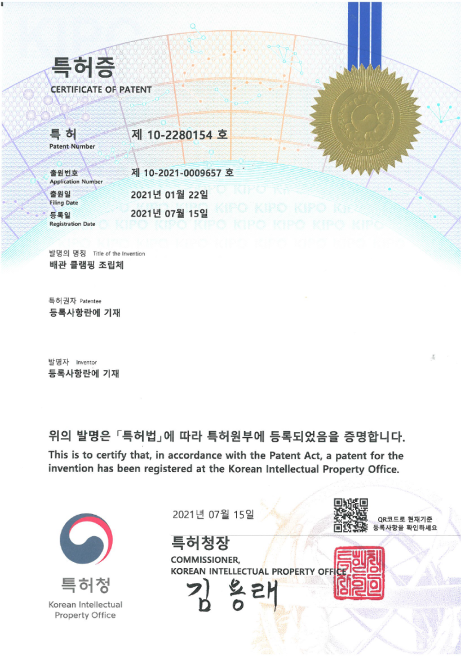 특허증
CERTIFICATE OF PATENT
특 허
Patent Number
제 10-2280154 호
출원번호
Application Number
제 10-2021-0009657 호
출원일
Filing Date
2021년 01월 22일
등록일
Registration Date
2021년 07월 15일
발명의 명칭 Title of the Invention
배관 클램핑 조립체
특허권자 Patentee
등록사항란에 기재
발명자 Inventor
등록사항란에 기재
위의 발명은 「특허법」에 따라 특허원부에 등록되었음을 증명합니다.
This is to certify that, in accordance with the Patent Act, a patent for the
invention has been registered at the Korean Intellectual Property Office.
2021년 07월 15일
QR코드로 현재기준
등록사항을 확인하세요
특허청장
COMMISSIONER,
KOREAN INTELLECTUAL PROPERTY OFFICE
김용래
특허청
Korean Intellectual
Property Office
KIPO KIPO KIPO KIPO